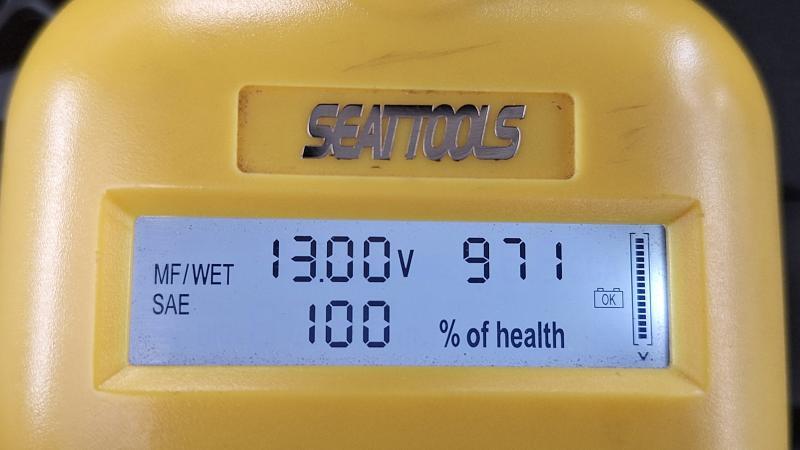 SEATTOOLS
MF/WET 13.00V 971
SAE 100 % of health
OK